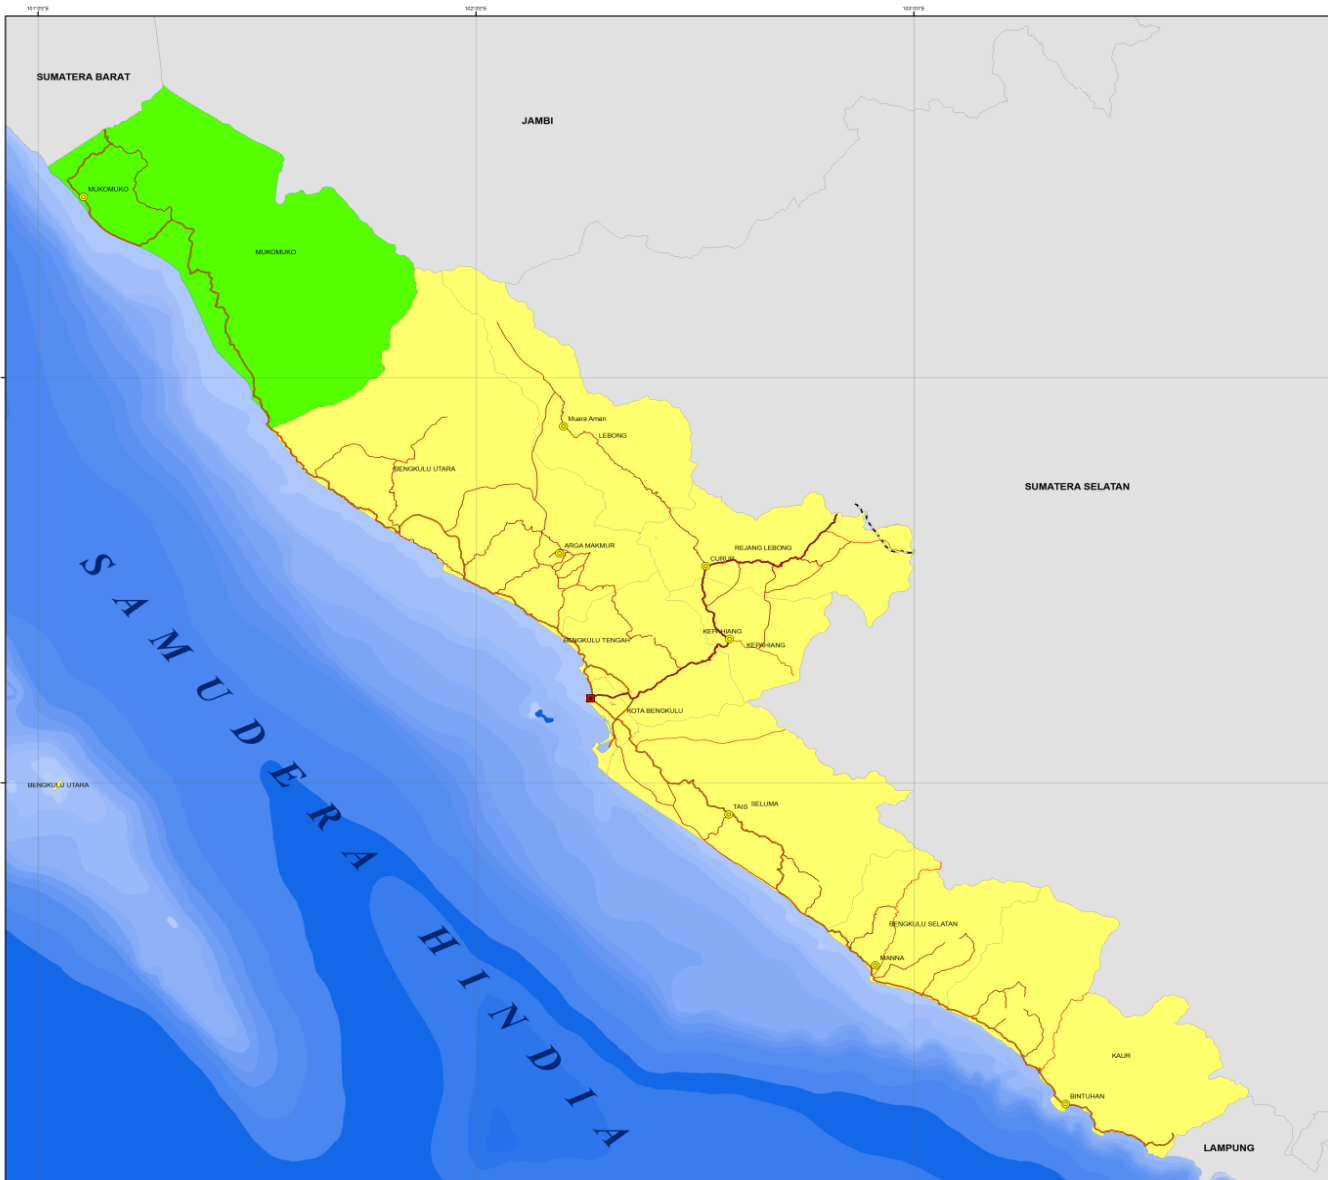 101°0'0"E
102°0'0"E
103°0'0"E
SUMATERA BARAT
JAMBI
MUKOMUKO
MUKOMUKO
Muara Aman
LEBONG
BENGKULU UTARA
SUMATERA SELATAN
ARGA MAKMUR
REJANG LEBONG
CURUP
KEPAHIANG
BENGKULU TENGAH
KEPAHIANG
KOTA BENGKULU
BENGKULU UTARA
TAIS
SELUMA
SAMUDERA HINDIA
BENGKULU SELATAN
MANNA
KAUR
BINTUHAN
LAMPUNG